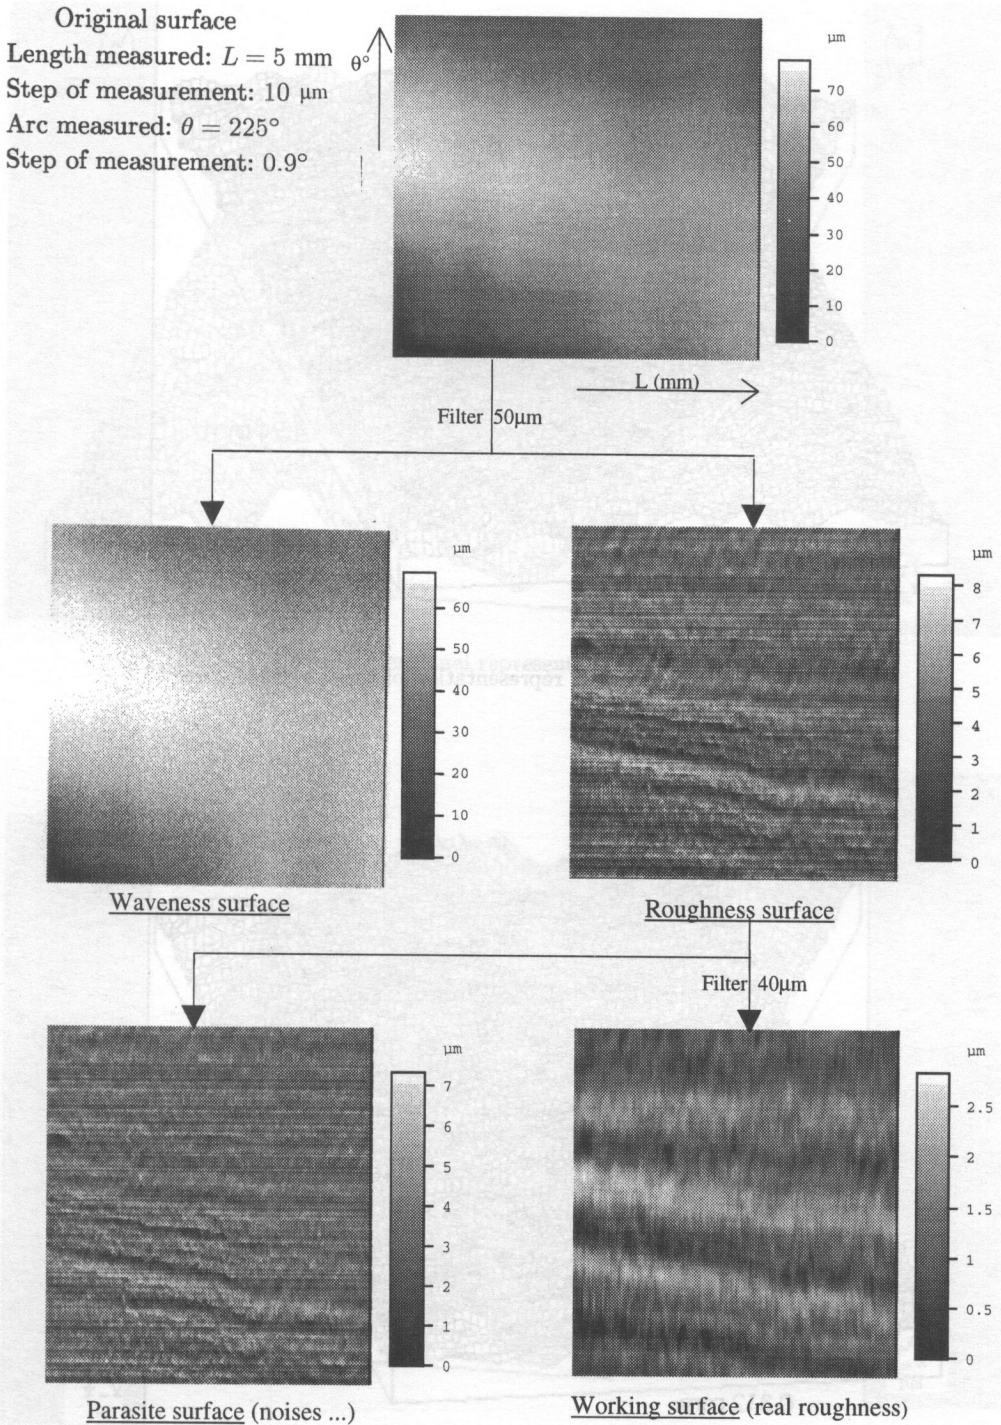 Original surface
Length measured: L = 5 mm
Step of measurement: 10 µm
Arc measured: θ = 225°
Step of measurement: 0.9°
θ°
µm
70
60
50
40
30
20
10
0
L (mm)
Filter 50µm
µm
60
50
40
30
20
10
0
µm
8
7
6
5
4
3
2
1
0
Waveness surface
Roughness surface
Filter 40µm
µm
7
6
5
4
3
2
1
0
µm
2.5
2
1.5
1
0.5
0
Parasite surface (noises ...)
Working surface (real roughness)